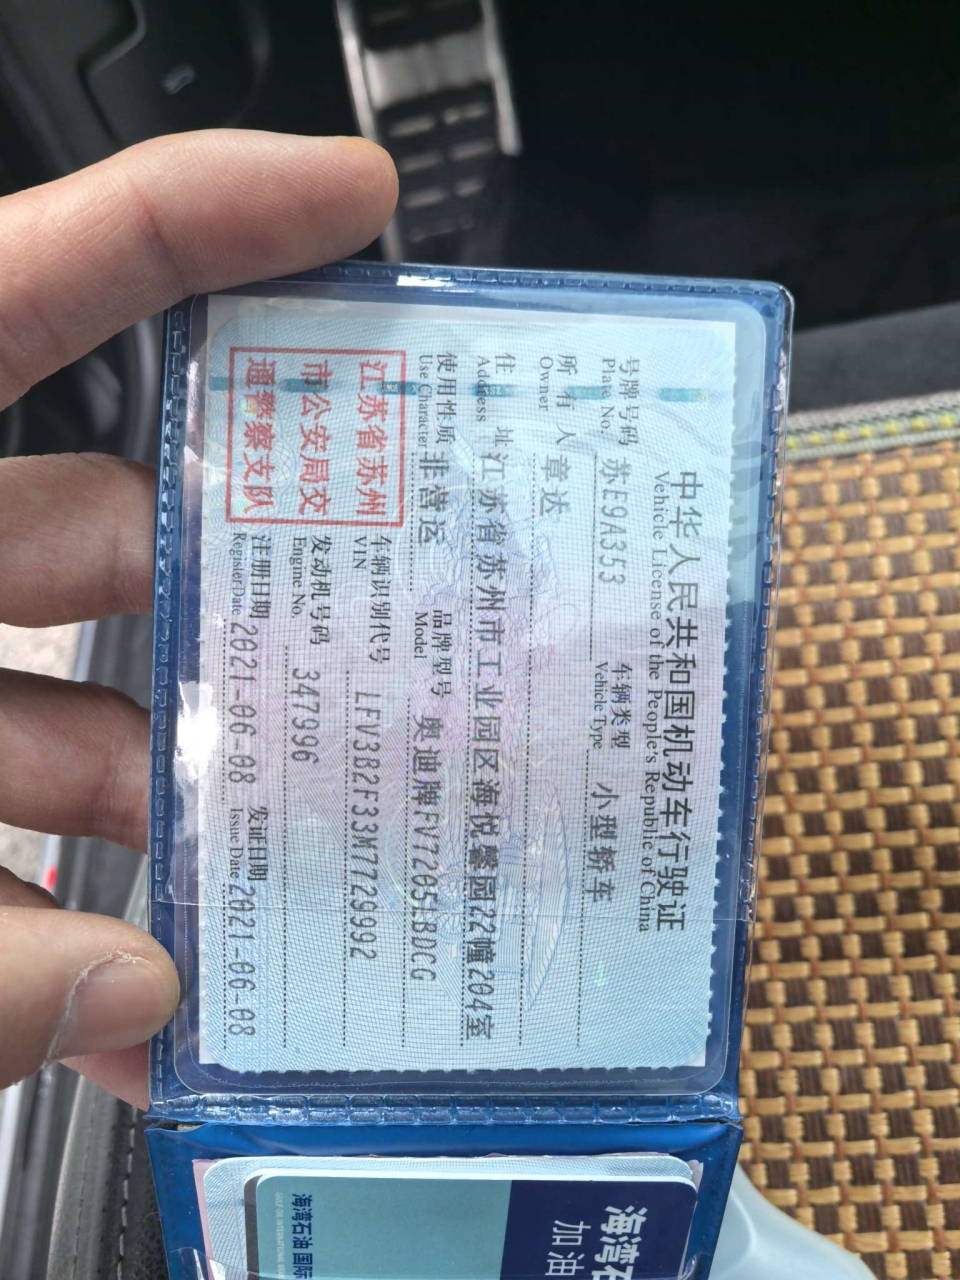 中华人民共和国机动车行驶证
Vehicle License of the People's Republic of China
号牌号码 苏E9A353 车辆类型 小型轿车
Plate No. Vehicle Type
所有人 章达
Owner
住址 江苏省苏州市工业园区海悦馨园22幢204室
Address
使用性质 非营运 品牌型号 奥迪牌FV7205LBDCG
Use Character Model
江苏省苏州
市公安局交
通警察支队
车辆识别代号 LFV3B2F33M7729992
VIN
发动机号码 347996
Engine No.
注册日期 2021-06-08 发证日期 2021-06-08
Register Date Issue Date
海湾石
加油
海湾石油国际